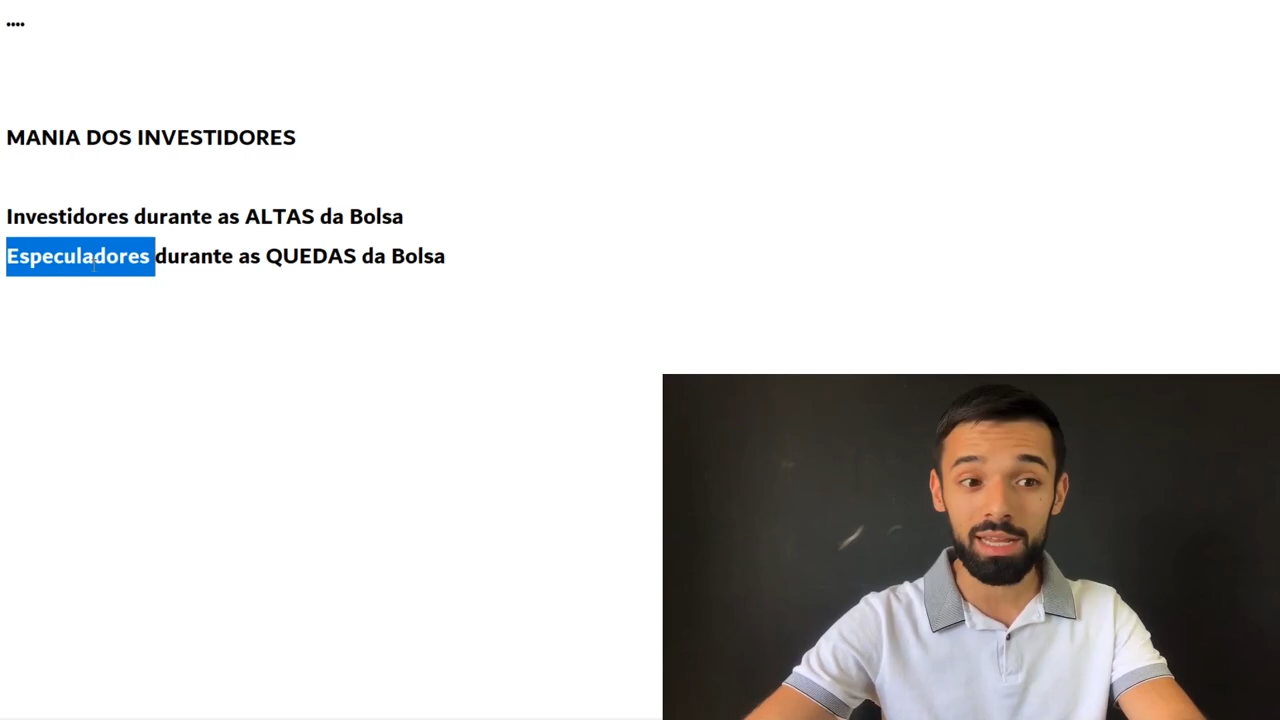 ....
MANIA DOS INVESTIDORES
Investidores durante as ALTAS da Bolsa
Especuladores durante as QUEDAS da Bolsa